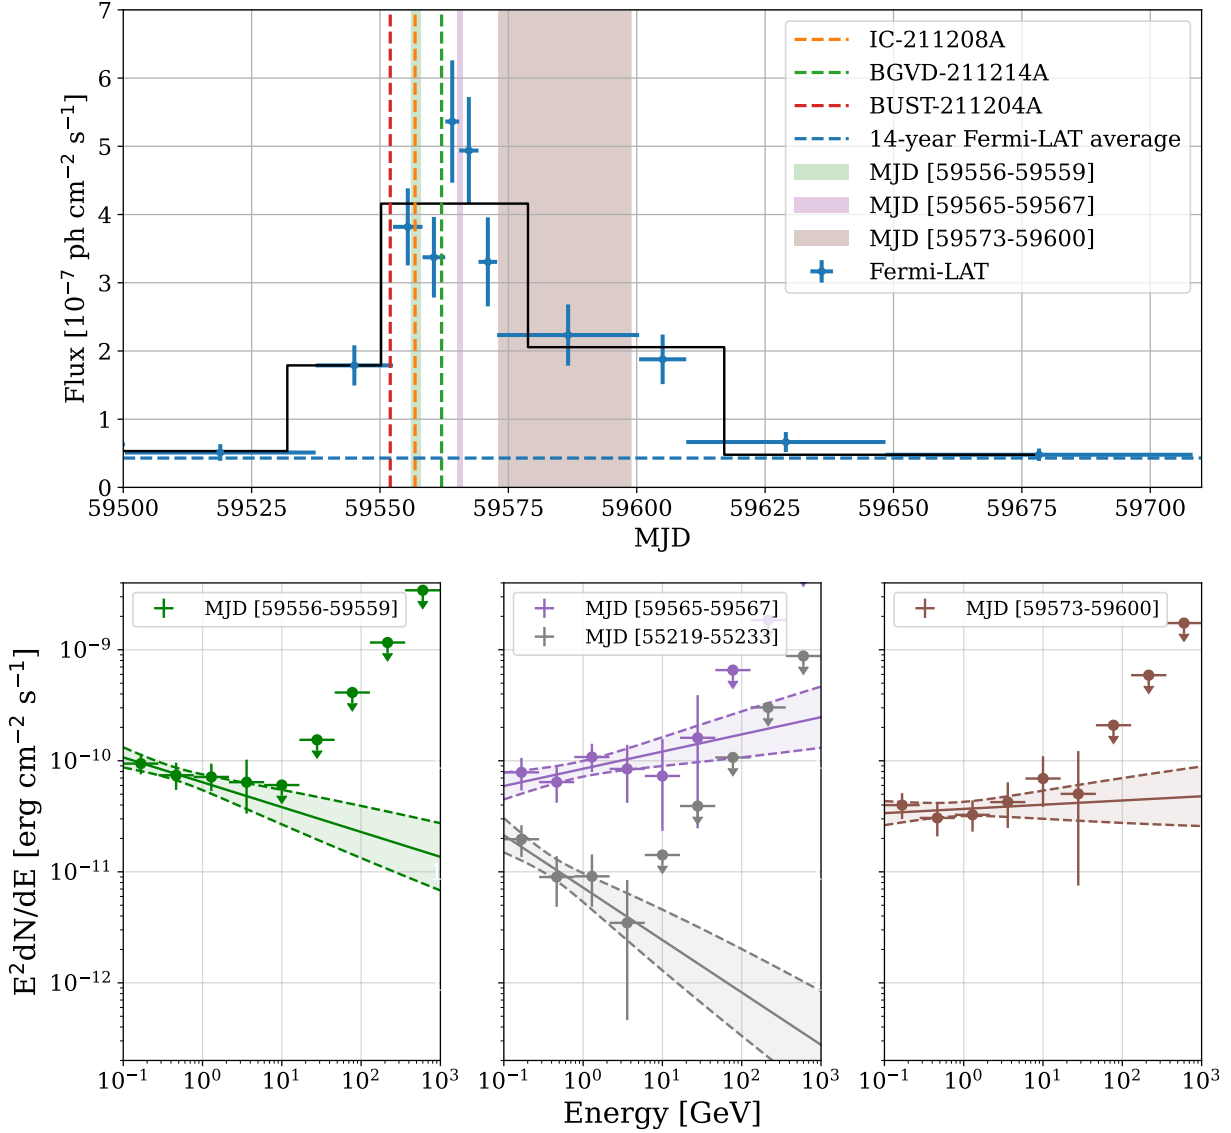 7
6
5
4
3
2
1
0
Flux [10⁻⁷ ph cm⁻² s⁻¹]
IC-211208A
BGVD-211214A
BUST-211204A
14-year Fermi-LAT average
MJD [59556-59559]
MJD [59565-59567]
MJD [59573-59600]
Fermi-LAT
59500 59525 59550 59575 59600 59625 59650 59675 59700
MJD
MJD [59556-59559]
MJD [59565-59567]
MJD [55219-55233]
MJD [59573-59600]
10⁻⁹
10⁻¹⁰
10⁻¹¹
10⁻¹²
E²dN/dE [erg cm⁻² s⁻¹]
10⁻¹ 10⁰ 10¹ 10² 10³ 10⁻¹ 10⁰ 10¹ 10² 10³ 10⁻¹ 10⁰ 10¹ 10² 10³
Energy [GeV]